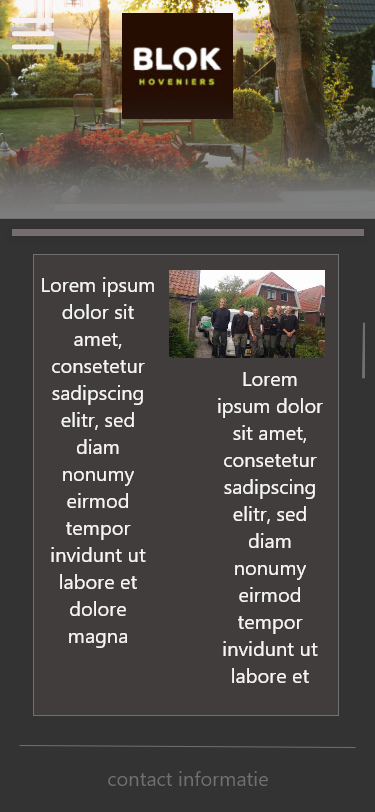 BLOK
HOVENIERS
Lorem ipsum
dolor sit
amet,
consetetur
sadipscing
elitr, sed
diam
nonumy
eirmod
tempor
invidunt ut
labore et
dolore
magna
Lorem
ipsum dolor
sit amet,
consetetur
sadipscing
elitr, sed
diam
nonumy
eirmod
tempor
invidunt ut
labore et
contact informatie